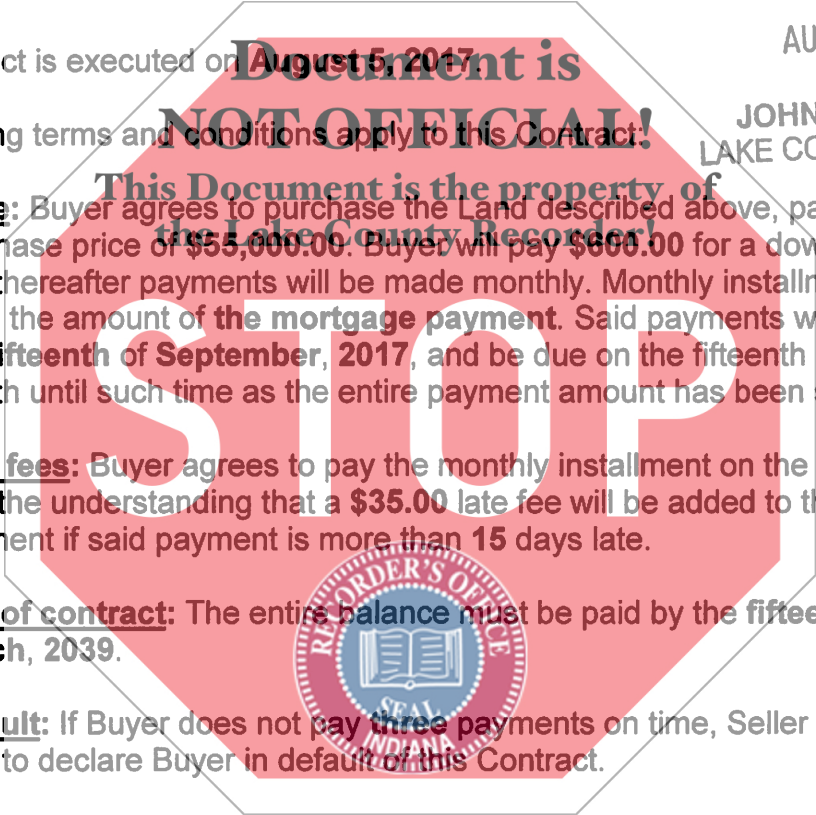 ct is executed on August 5, 2017.
AU
g terms and conditions apply to this Contract:
JOHN
LAKE CO
Document is
NOT OFFICIAL!
This Document is the property of
the Lake County Recorder!
e: Buyer agrees to purchase the Land described above, pa
hase price of $55,000.00. Buyer will pay $600.00 for a dow
hereafter payments will be made monthly. Monthly installm
the amount of the mortgage payment. Said payments w
ifteenth of September, 2017, and be due on the fifteenth
h until such time as the entire payment amount has been s
STOP
fees: Buyer agrees to pay the monthly installment on the
the understanding that a $35.00 late fee will be added to th
ent if said payment is more than 15 days late.
of contract: The entire balance must be paid by the fiftee
h, 2039.
ult: If Buyer does not pay three payments on time, Seller
to declare Buyer in default of this Contract.
RECORDER'S OFFICE
SEAL
INDIANA